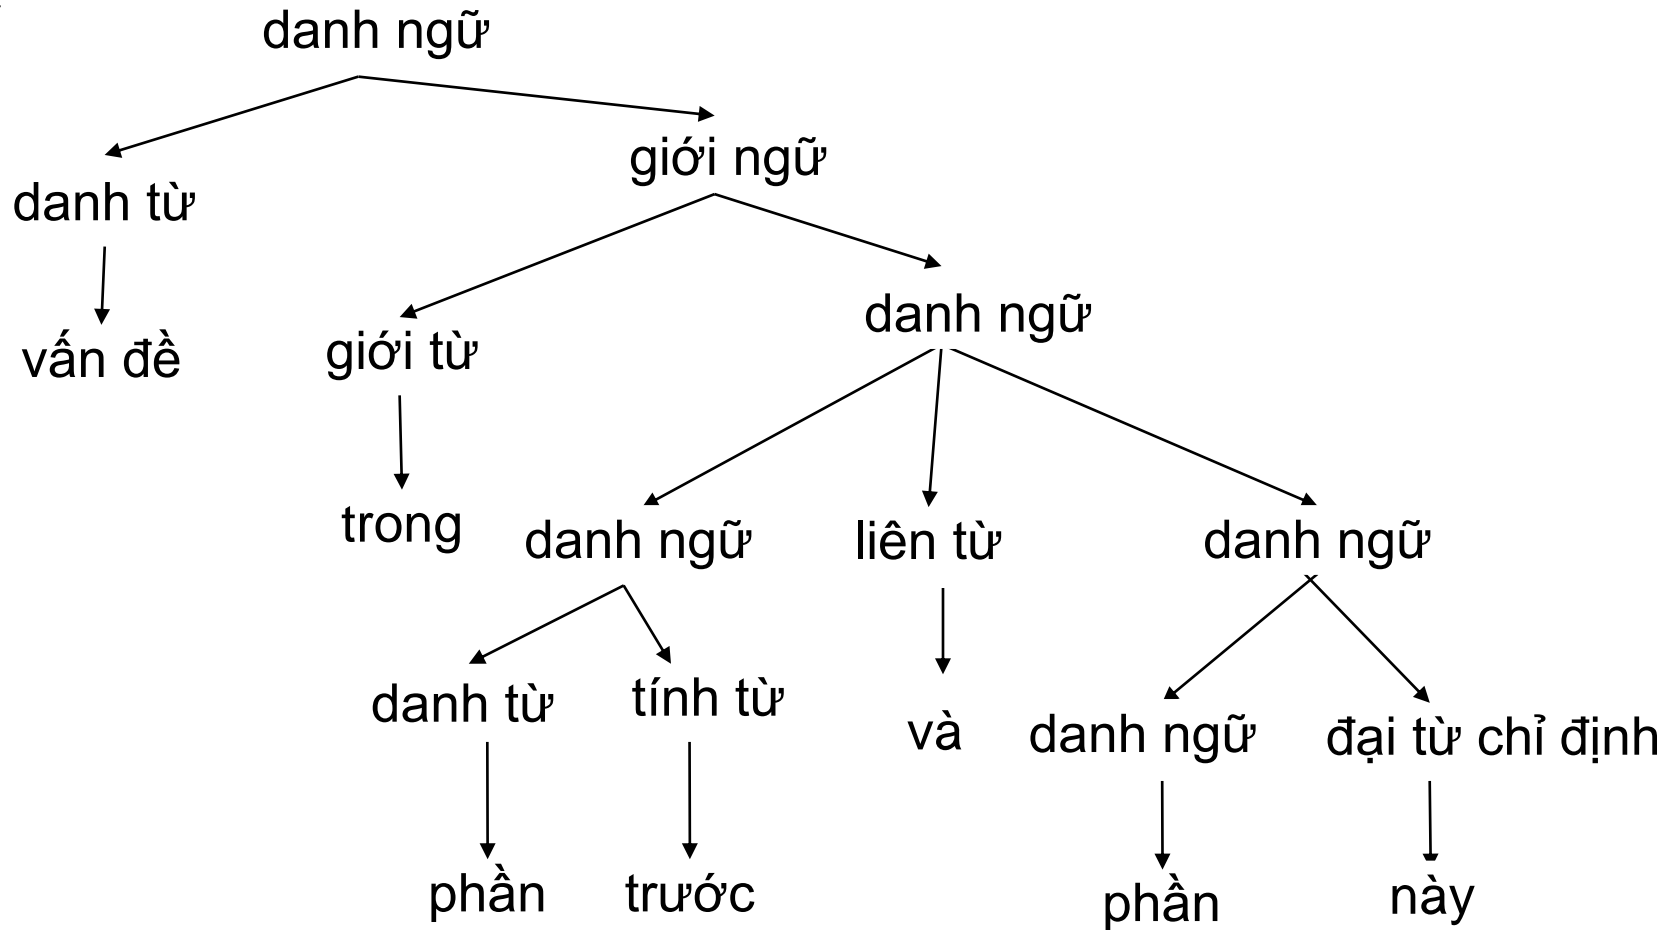 danh ngữ
giới ngữ
danh từ
danh ngữ
vấn đề
giới từ
trong
danh ngữ
liên từ
danh ngữ
danh từ
tính từ
và
danh ngữ
đại từ chỉ định
phần
trước
phần
này